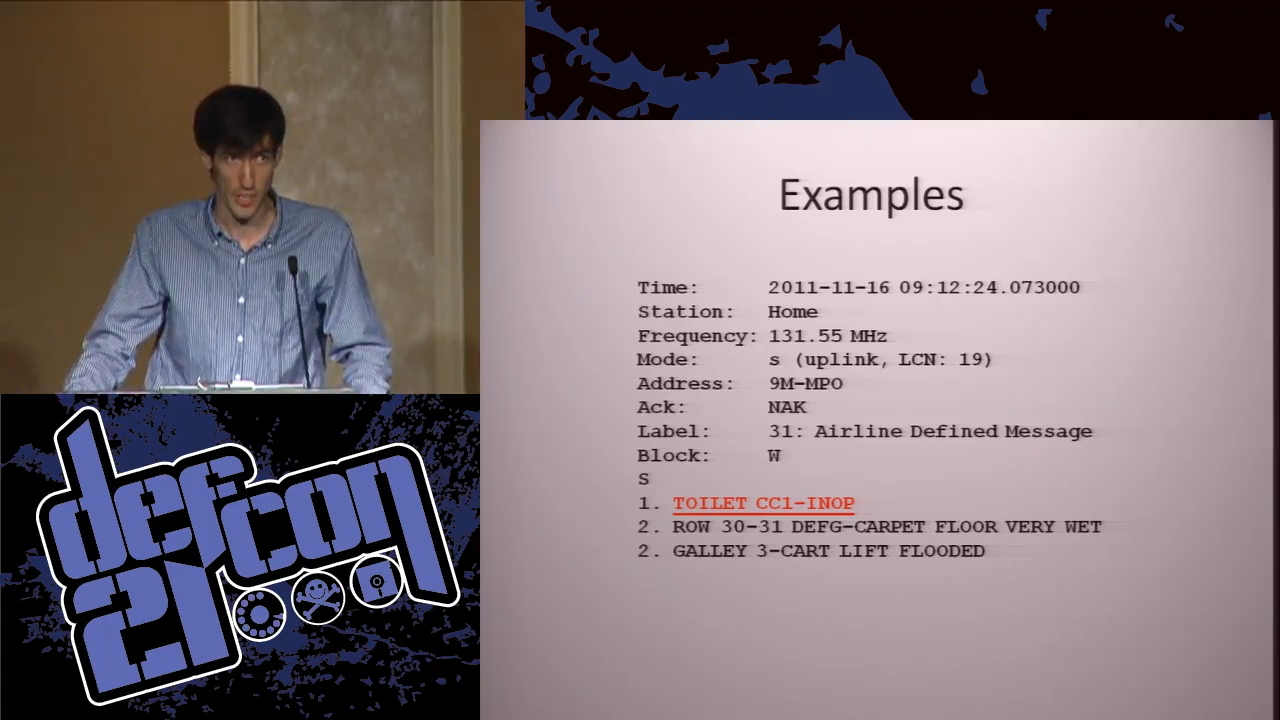 Examples
Time: 2011-11-16 09:12:24.073000
Station: Home
Frequency: 131.55 MHz
Mode: s (uplink, LCN: 19)
Address: 9M-MPO
Ack: NAK
Label: 31: Airline Defined Message
Block: W
S
1. TOILET CC1-INOP
2. ROW 30-31 DEFG-CARPET FLOOR VERY WET
2. GALLEY 3-CART LIFT FLOODED
defcon
21